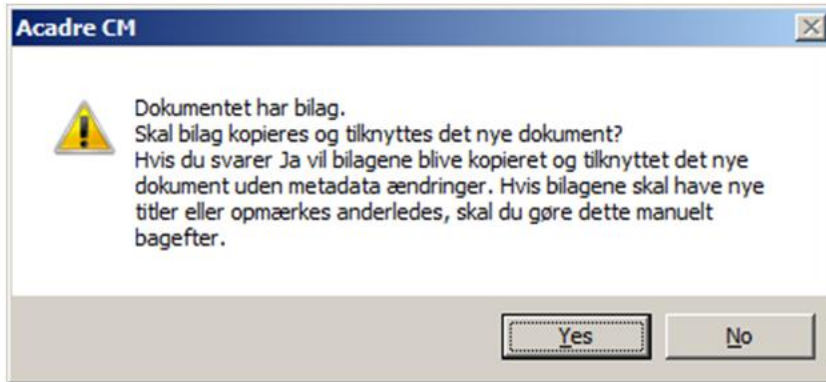 Acadre CM
Dokumentet har bilag.
Skal bilag kopieres og tilknyttes det nye dokument?
Hvis du svarer Ja vil bilagene blive kopieret og tilknyttet det nye
dokument uden metadata ændringer. Hvis bilagene skal have nye
titler eller opmærkes anderledes, skal du gøre dette manuelt
bagefter.
Yes
No